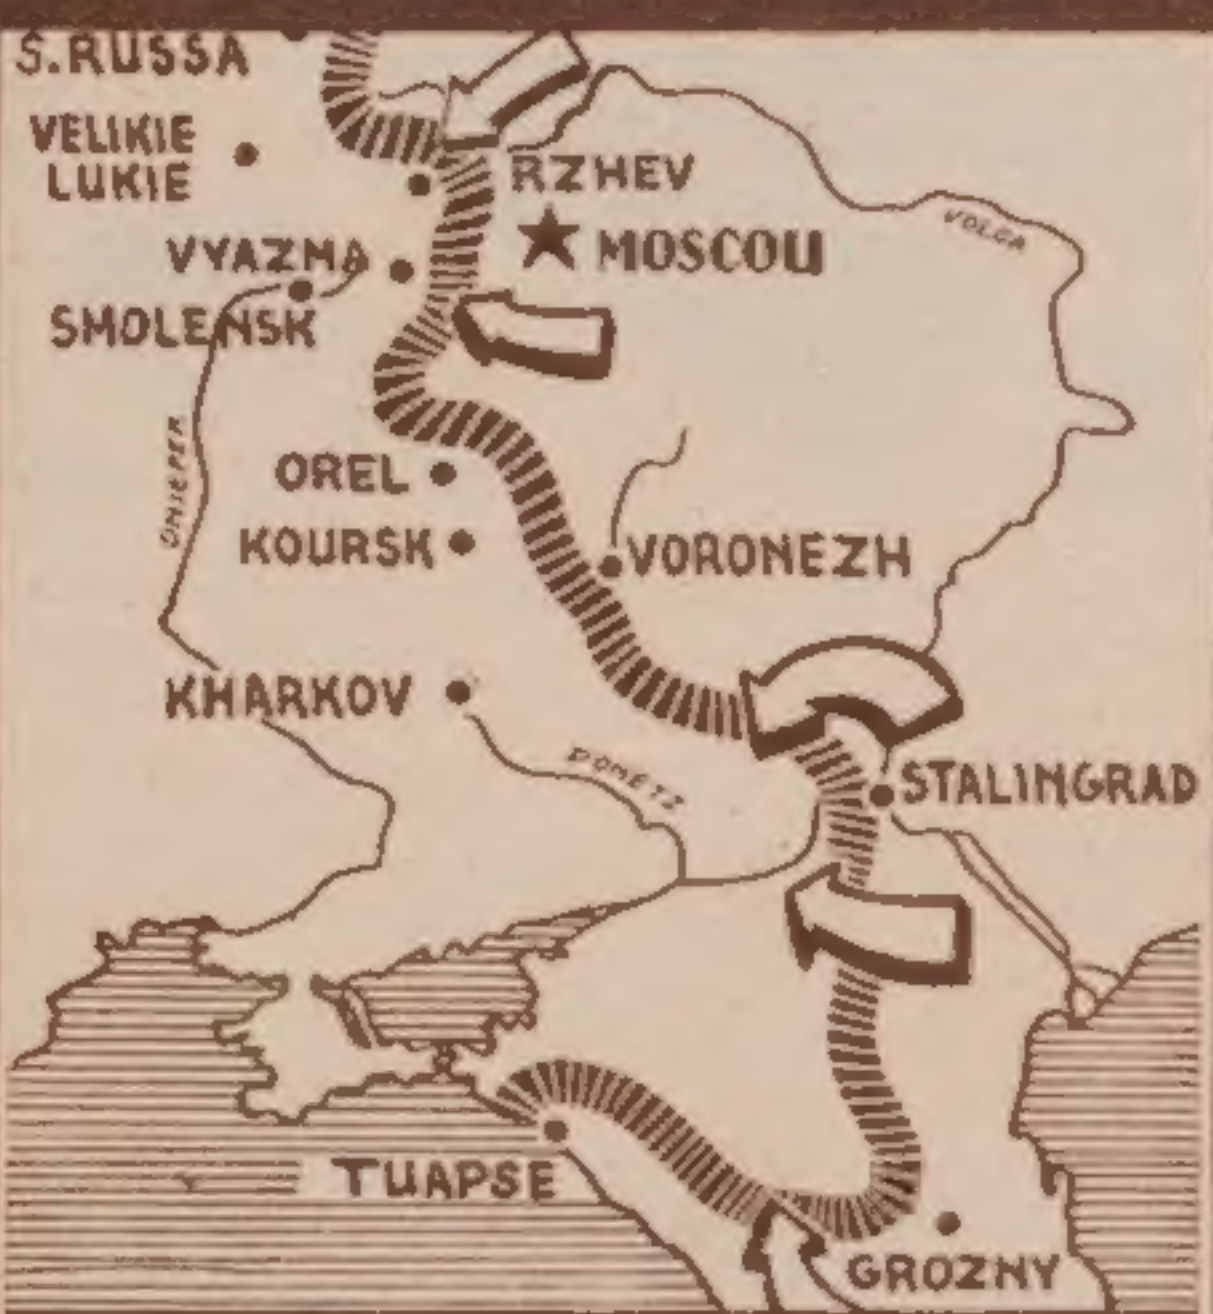 S.RUSSA
VELIKIE
LUKIE
RZHEV
MOSCOU
VOLGA
VYAZMA
SMOLENSK
DNIEPER
OREL
KOURSK
VORONEZH
KHARKOV
DONETZ
STALINGRAD
TUAPSE
GROZNY